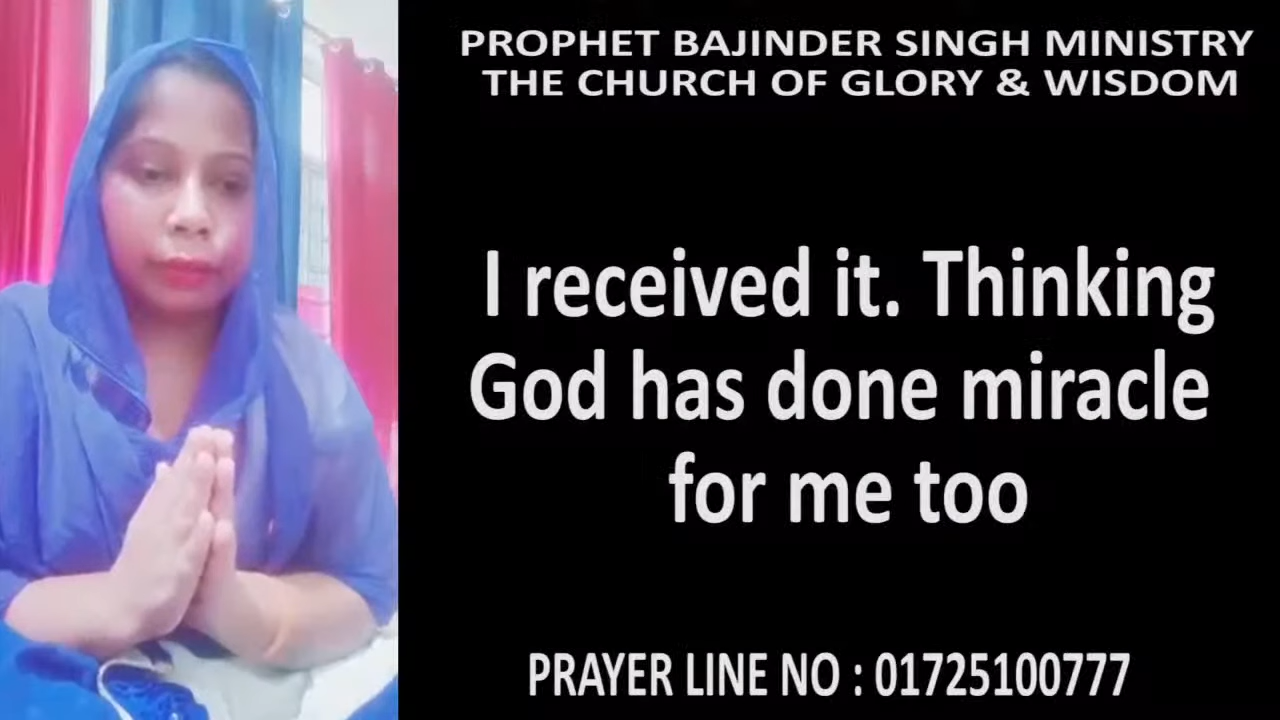 PROPHET BAJINDER SINGH MINISTRY
THE CHURCH OF GLORY & WISDOM
I received it. Thinking
God has done miracle
for me too
PRAYER LINE NO : 01725100777